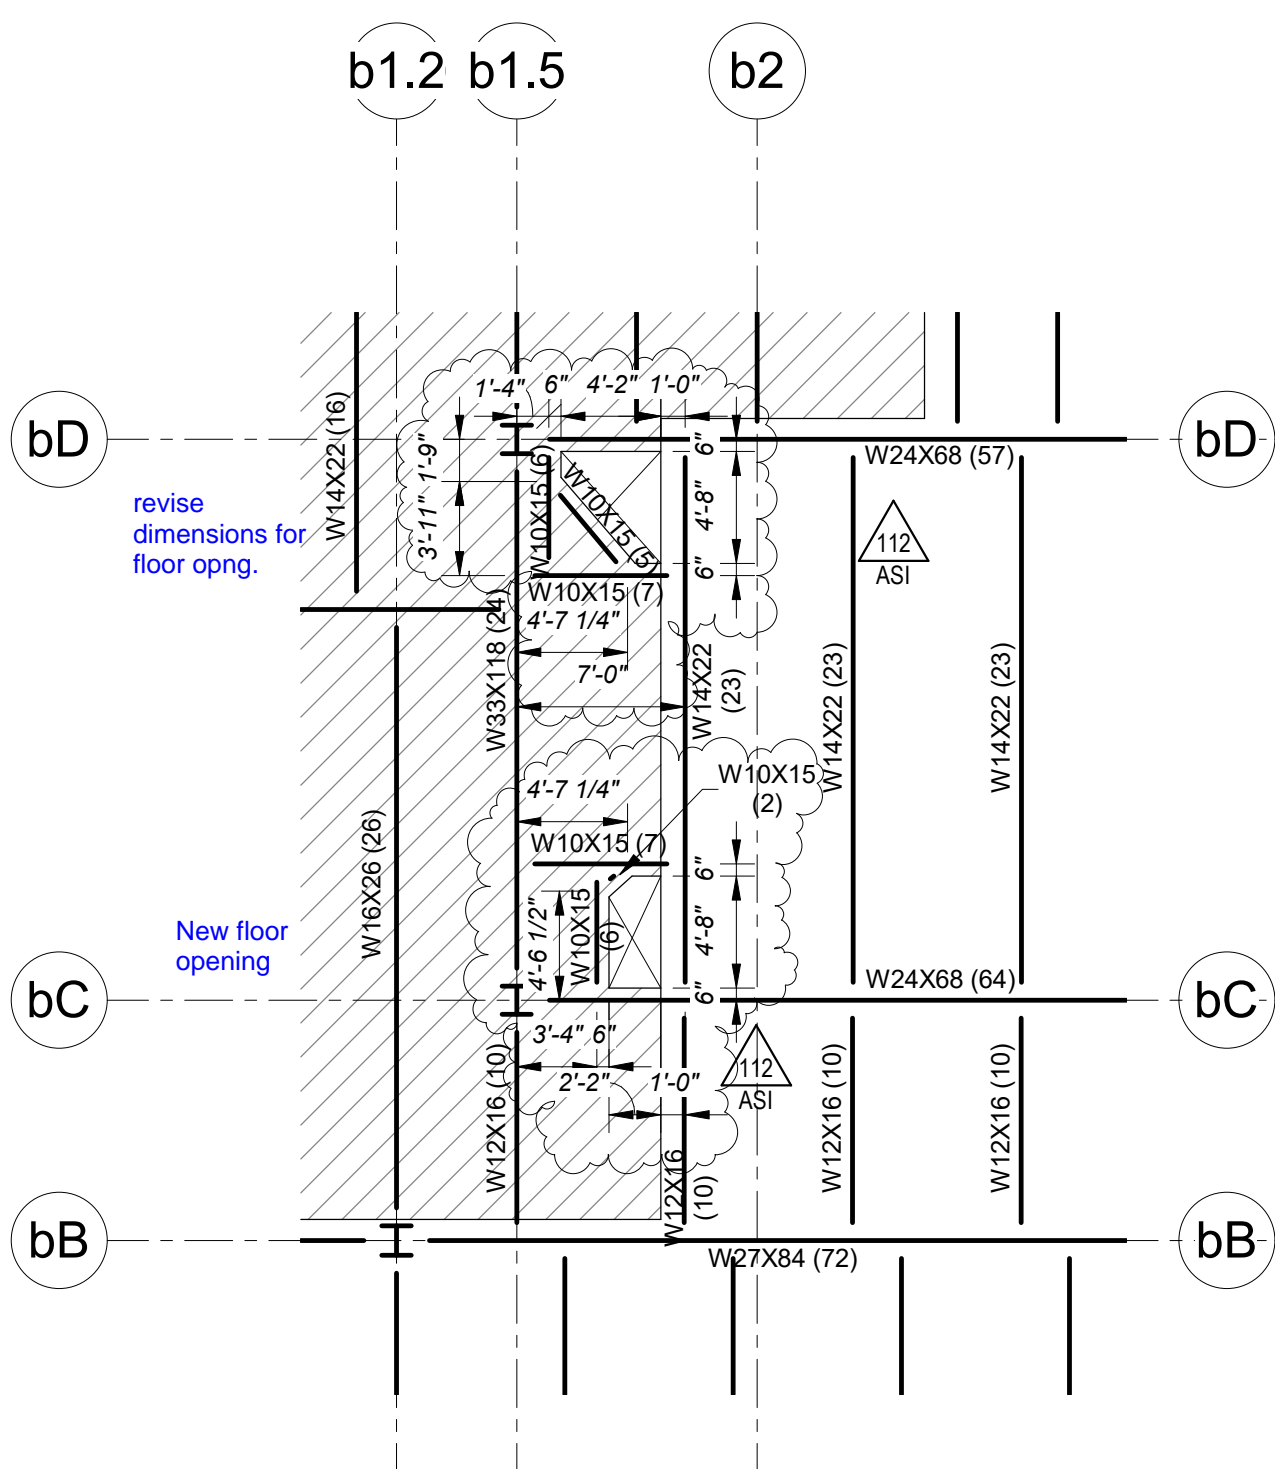 b1.2
b1.5
b2
1'-4"
6"
4'-2"
1'-0"
bD
bD
W14X22 (16)
1'-9"
3'-11"
W10X15 (6)
W10X15 (5
6"
4'-8"
6"
W24X68 (57)
revise
dimensions for
floor opng.
112
ASI
W10X15 (7)
4'-7 1/4"
7'-0"
W33X118 (24)
W14X22
(23)
W14X22 (23)
W14X22 (23)
W10X15
(2)
4'-7 1/4"
W10X15 (7)
W16X26 (26)
6"
4'-8"
6"
4'-6 1/2"
W10X15
(6)
New floor
opening
W24X68 (64)
bC
bC
3'-4"
6"
2'-2"
1'-0"
112
ASI
W12X16 (10)
W12X16
(10)
W12X16 (10)
W12X16 (10)
bB
bB
W27X84 (72)